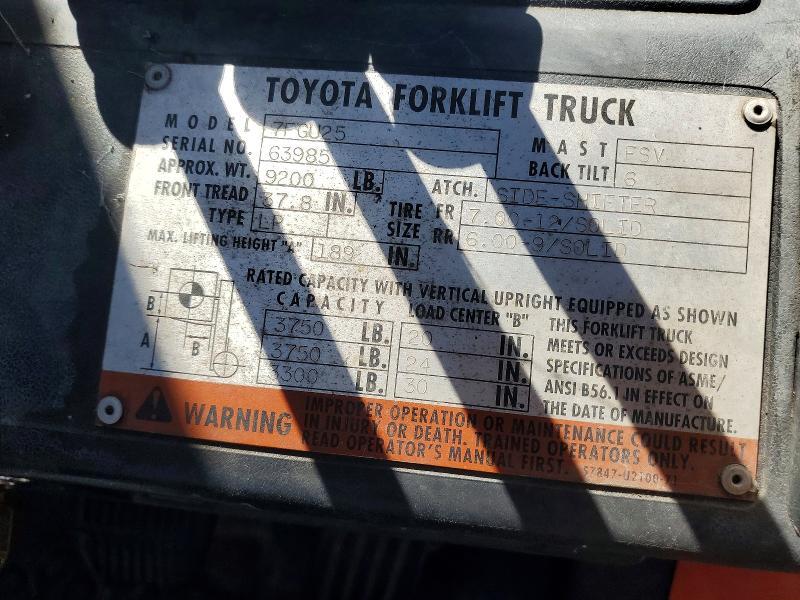 TOYOTA FORKLIFT TRUCK
MODEL 7FGU25 MAST FSV
SERIAL NO. 63985 BACK TILT 6
APPROX. WT. 9200 LB. ATCH. SIDE-SHIFTER
FRONT TREAD 37.8 IN. TIRE SIZE FR 7.00-12/SOLID
TYPE LP RR 6.00-9/SOLID
MAX. LIFTING HEIGHT "A" 189 IN.
RATED CAPACITY WITH VERTICAL UPRIGHT EQUIPPED AS SHOWN
CAPACITY LOAD CENTER "B"
3750 LB. 20 IN.
3750 LB. 24 IN.
3300 LB. 30 IN.
THIS FORKLIFT TRUCK
MEETS OR EXCEEDS DESIGN
SPECIFICATIONS OF ASME/
ANSI B56.1 IN EFFECT ON
THE DATE OF MANUFACTURE.
B
A
B
WARNING
IMPROPER OPERATION OR MAINTENANCE COULD RESULT
IN INJURY OR DEATH. TRAINED OPERATORS ONLY.
READ OPERATOR'S MANUAL FIRST. 57847-U2100-71